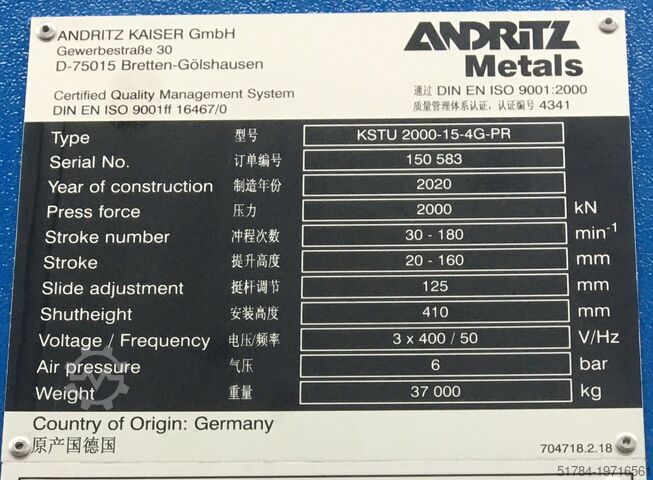 ANDRITZ KAISER GmbH
Gewerbestraße 30
D-75015 Bretten-Gölshausen
Certified Quality Management System
DIN EN ISO 9001ff 16467/0
ANDRITZ
Metals
通过 DIN EN ISO 9001:2000
质量管理体系认证，认证编号 4341
Type 型号 KSTU 2000-15-4G-PR
Serial No. 订单编号 150 583
Year of construction 制造年份 2020
Press force 压力 2000 kN
Stroke number 冲程次数 30 - 180 min-1
Stroke 提升高度 20 - 160 mm
Slide adjustment 挺杆调节 125 mm
Shutheight 安装高度 410 mm
Voltage / Frequency 电压/频率 3 x 400 / 50 V/Hz
Air pressure 气压 6 bar
Weight 重量 37 000 kg
Country of Origin: Germany
原产国德国
704718.2.18
51784-19716561